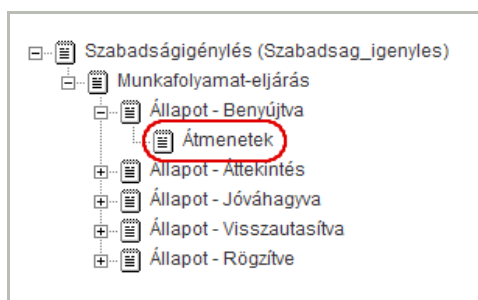 Szabadságigénylés (Szabadsag_igenyles)
Munkafolyamat-eljárás
Állapot - Benyújtva
Átmenetek
Állapot - Áttekintés
Állapot - Jóváhagyva
Állapot - Visszautasítva
Állapot - Rögzítve